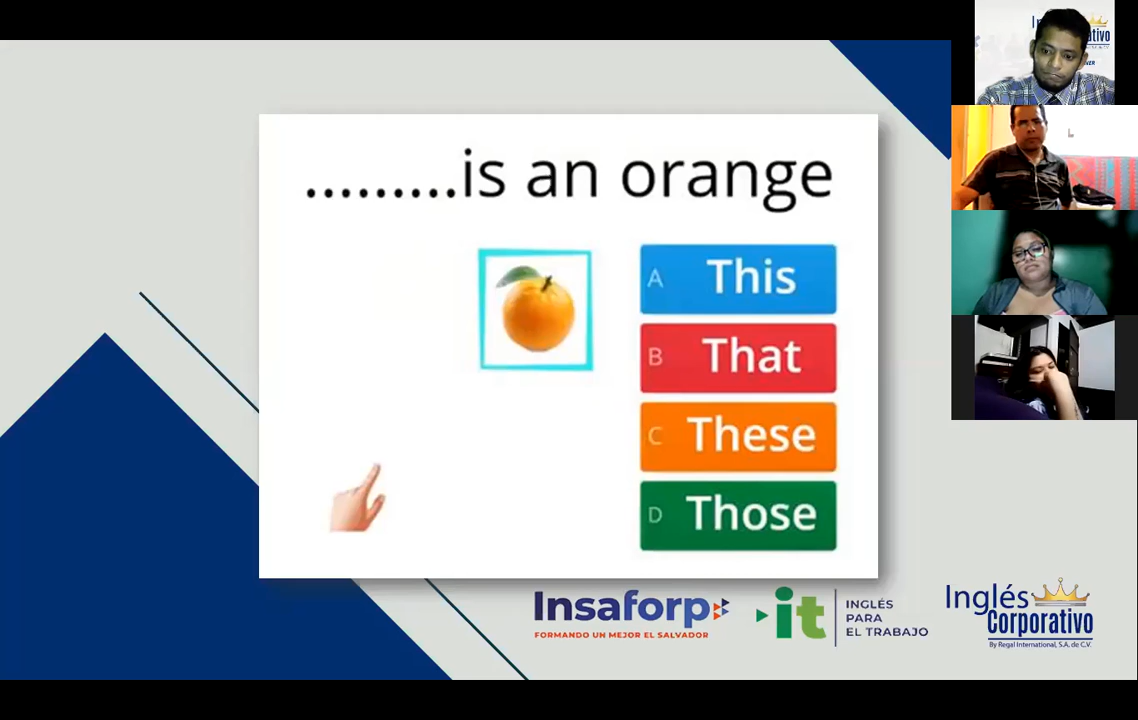 .........is an orange
A This
B That
C These
D Those
Insaforp
FORMANDO UN MEJOR EL SALVADOR
it
INGLÉS
PARA
EL TRABAJO
Inglés
Corporativo
By Regal International, S.A. de C.V.